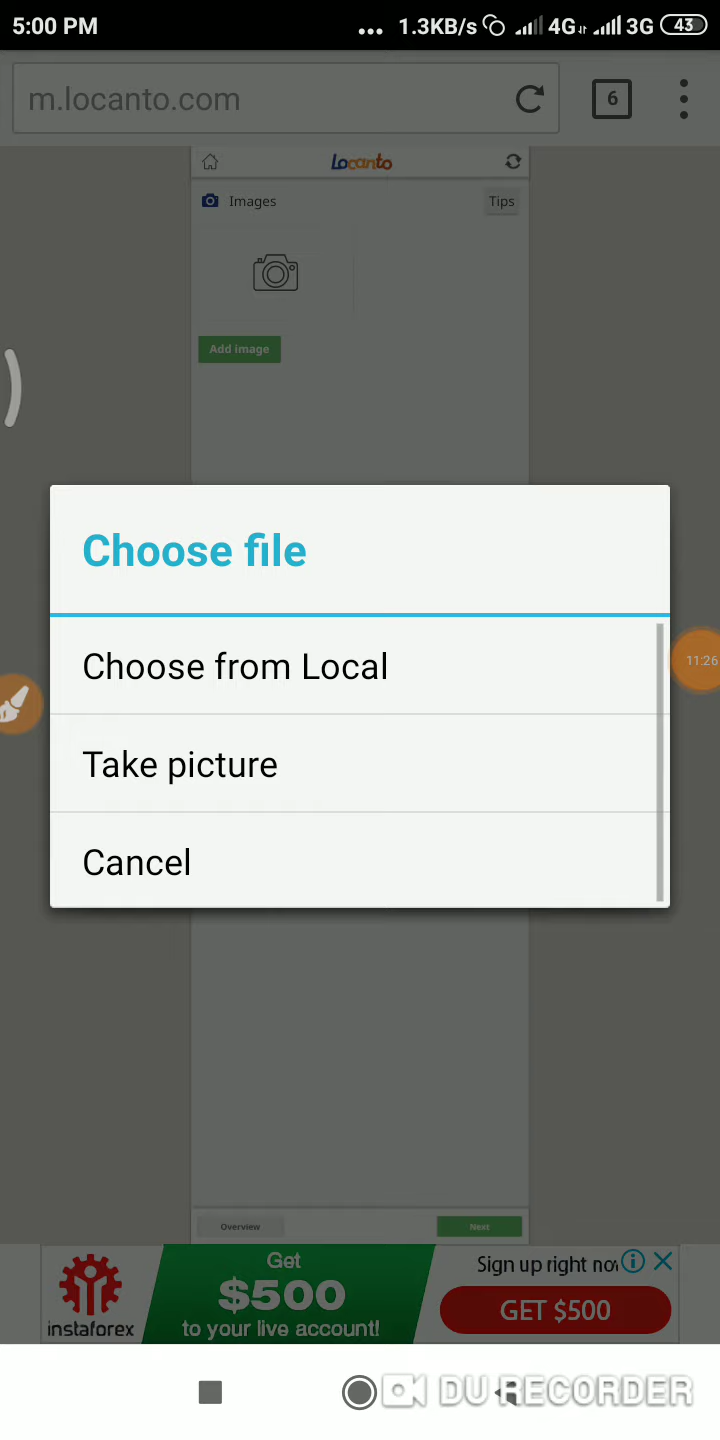 5:00 PM
... 1.3KB/s 4G 3G 43
m.locanto.com
6
Locanto
Images
Tips
Add image
Choose file
Choose from Local
11:26
Take picture
Cancel
Overview
Next
Get
$500
to your live account!
instaforex
Sign up right no
GET $500
DU RECORDER